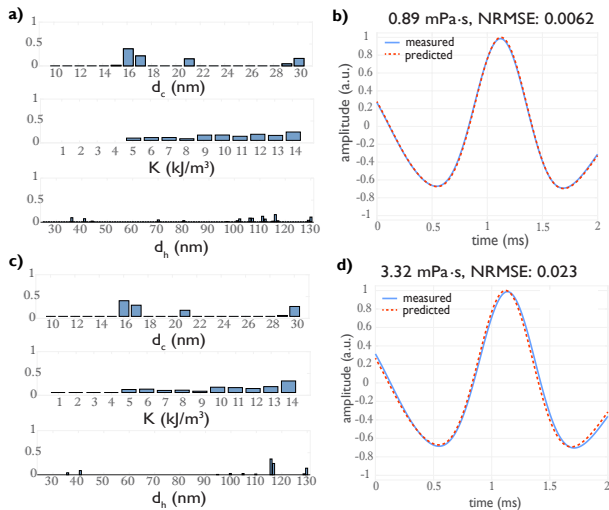 a)
1
0.5
0
10 12 14 16 18 20 22 24 26 28 30
d_c (nm)
1
0.5
0
1 2 3 4 5 6 7 8 9 10 11 12 13 14
K (kJ/m³)
1
0.5
0
30 40 50 60 70 80 90 100 110 120 130
d_h (nm)
b)
0.89 mPa·s, NRMSE: 0.0062
measured
predicted
amplitude (a.u.)
1
0.8
0.6
0.4
0.2
0
-0.2
-0.4
-0.6
-0.8
-1
0 0.5 1 1.5 2
time (ms)
c)
1
0.5
0
10 12 14 16 18 20 22 24 26 28 30
d_c (nm)
1
0.5
0
1 2 3 4 5 6 7 8 9 10 11 12 13 14
K (kJ/m³)
1
0.5
0
30 40 50 60 70 80 90 100 110 120 130
d_h (nm)
d)
3.32 mPa·s, NRMSE: 0.023
measured
predicted
amplitude (a.u.)
1
0.8
0.6
0.4
0.2
0
-0.2
-0.4
-0.6
-0.8
-1
0 0.5 1 1.5 2
time (ms)